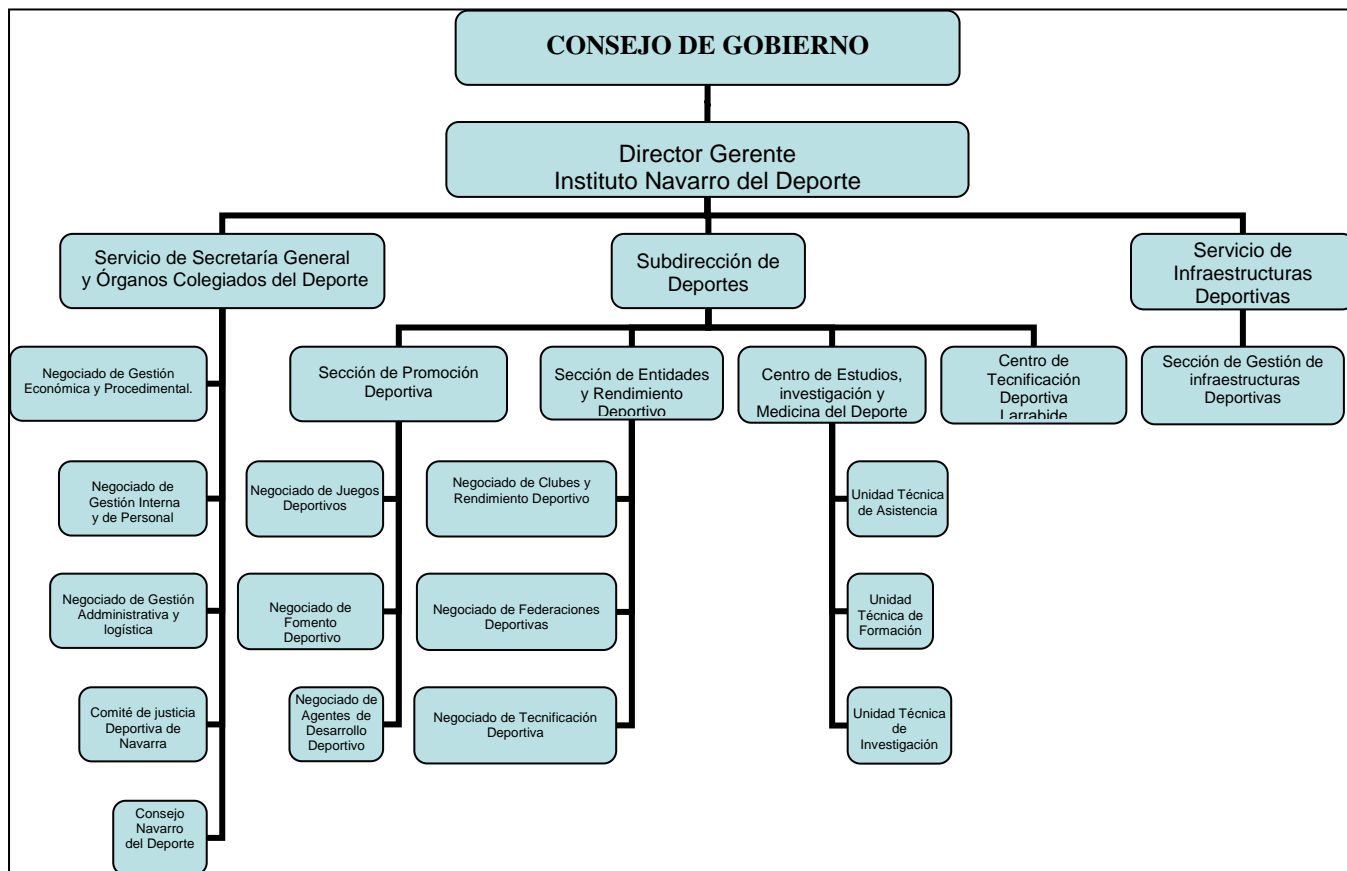 CONSEJO DE GOBIERNO
Director Gerente
Instituto Navarro del Deporte
Servicio de Secretaría General
y Órganos Colegiados del Deporte
Subdirección de
Deportes
Servicio de
Infraestructuras
Deportivas
Negociado de Gestión
Económica y Procedimental.
Sección de Promoción
Deportiva
Sección de Entidades
y Rendimiento
Deportivo
Centro de Estudios,
investigación y
Medicina del Deporte
Centro de
Tecnificación
Deportiva
Larrabide
Sección de Gestión de
infraestructuras
Deportivas
Negociado de
Gestión Interna
y de Personal
Negociado de Juegos
Deportivos
Negociado de Clubes y
Rendimiento Deportivo
Unidad Técnica
de Asistencia
Negociado de Gestión
Addministrativa y
logística
Negociado de
Fomento
Deportivo
Negociado de Federaciones
Deportivas
Unidad
Técnica de
Formación
Comité de justicia
Deportiva de
Navarra
Negociado de
Agentes de
Desarrollo
Deportivo
Negociado de Tecnificación
Deportiva
Unidad Técnica
de
Investigación
Consejo
Navarro
del Deporte